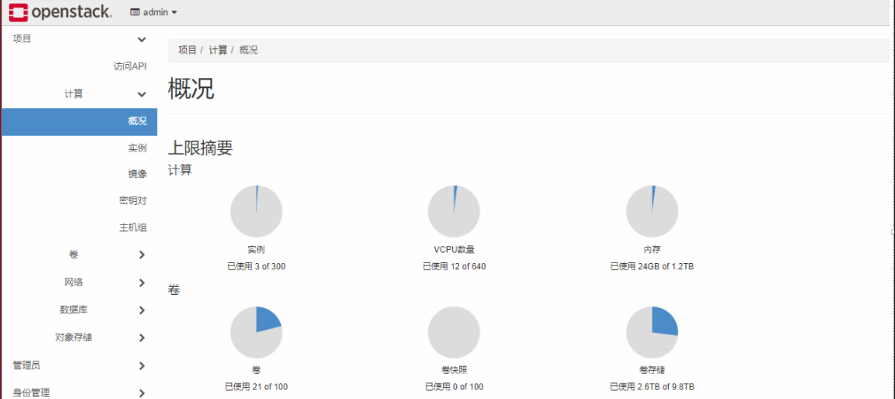 openstack. admin
项目
访问API
计算
概况
实例
镜像
密钥对
主机组
卷
网络
数据库
对象存储
管理员
身份管理
项目 / 计算 / 概况
概况
上限摘要
计算
实例 VCPU数量 内存
已使用 3 of 300 已使用 12 of 640 已使用 24GB of 1.2TB
卷
卷 卷快照 卷存储
已使用 21 of 100 已使用 0 of 100 已使用 2.6TB of 9.8TB